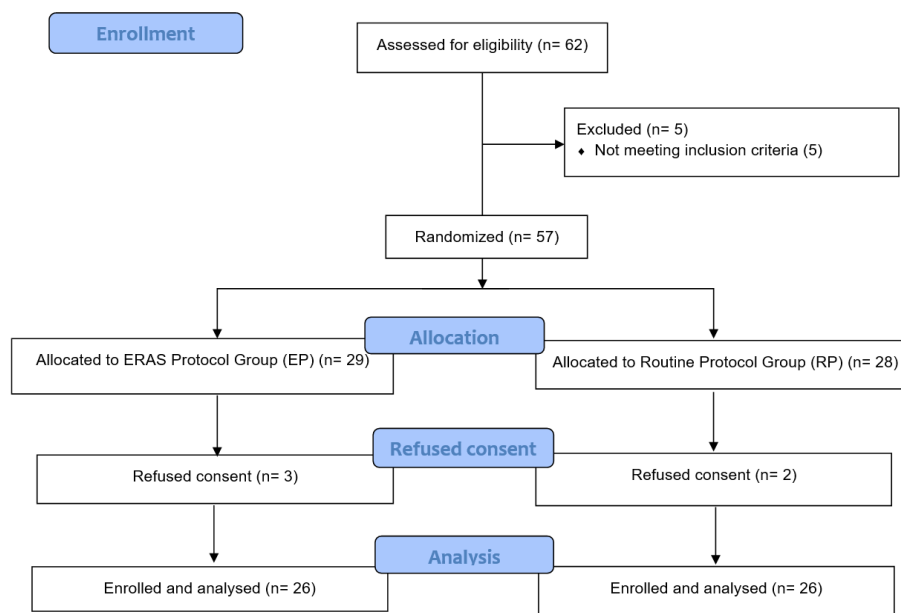 Enrollment
Assessed for eligibility (n= 62)
Excluded (n= 5)
♦ Not meeting inclusion criteria (5)
Randomized (n= 57)
Allocation
Allocated to ERAS Protocol Group (EP) (n= 29)
Allocated to Routine Protocol Group (RP) (n= 28)
Refused consent
Refused consent (n= 3)
Refused consent (n= 2)
Analysis
Enrolled and analysed (n= 26)
Enrolled and analysed (n= 26)